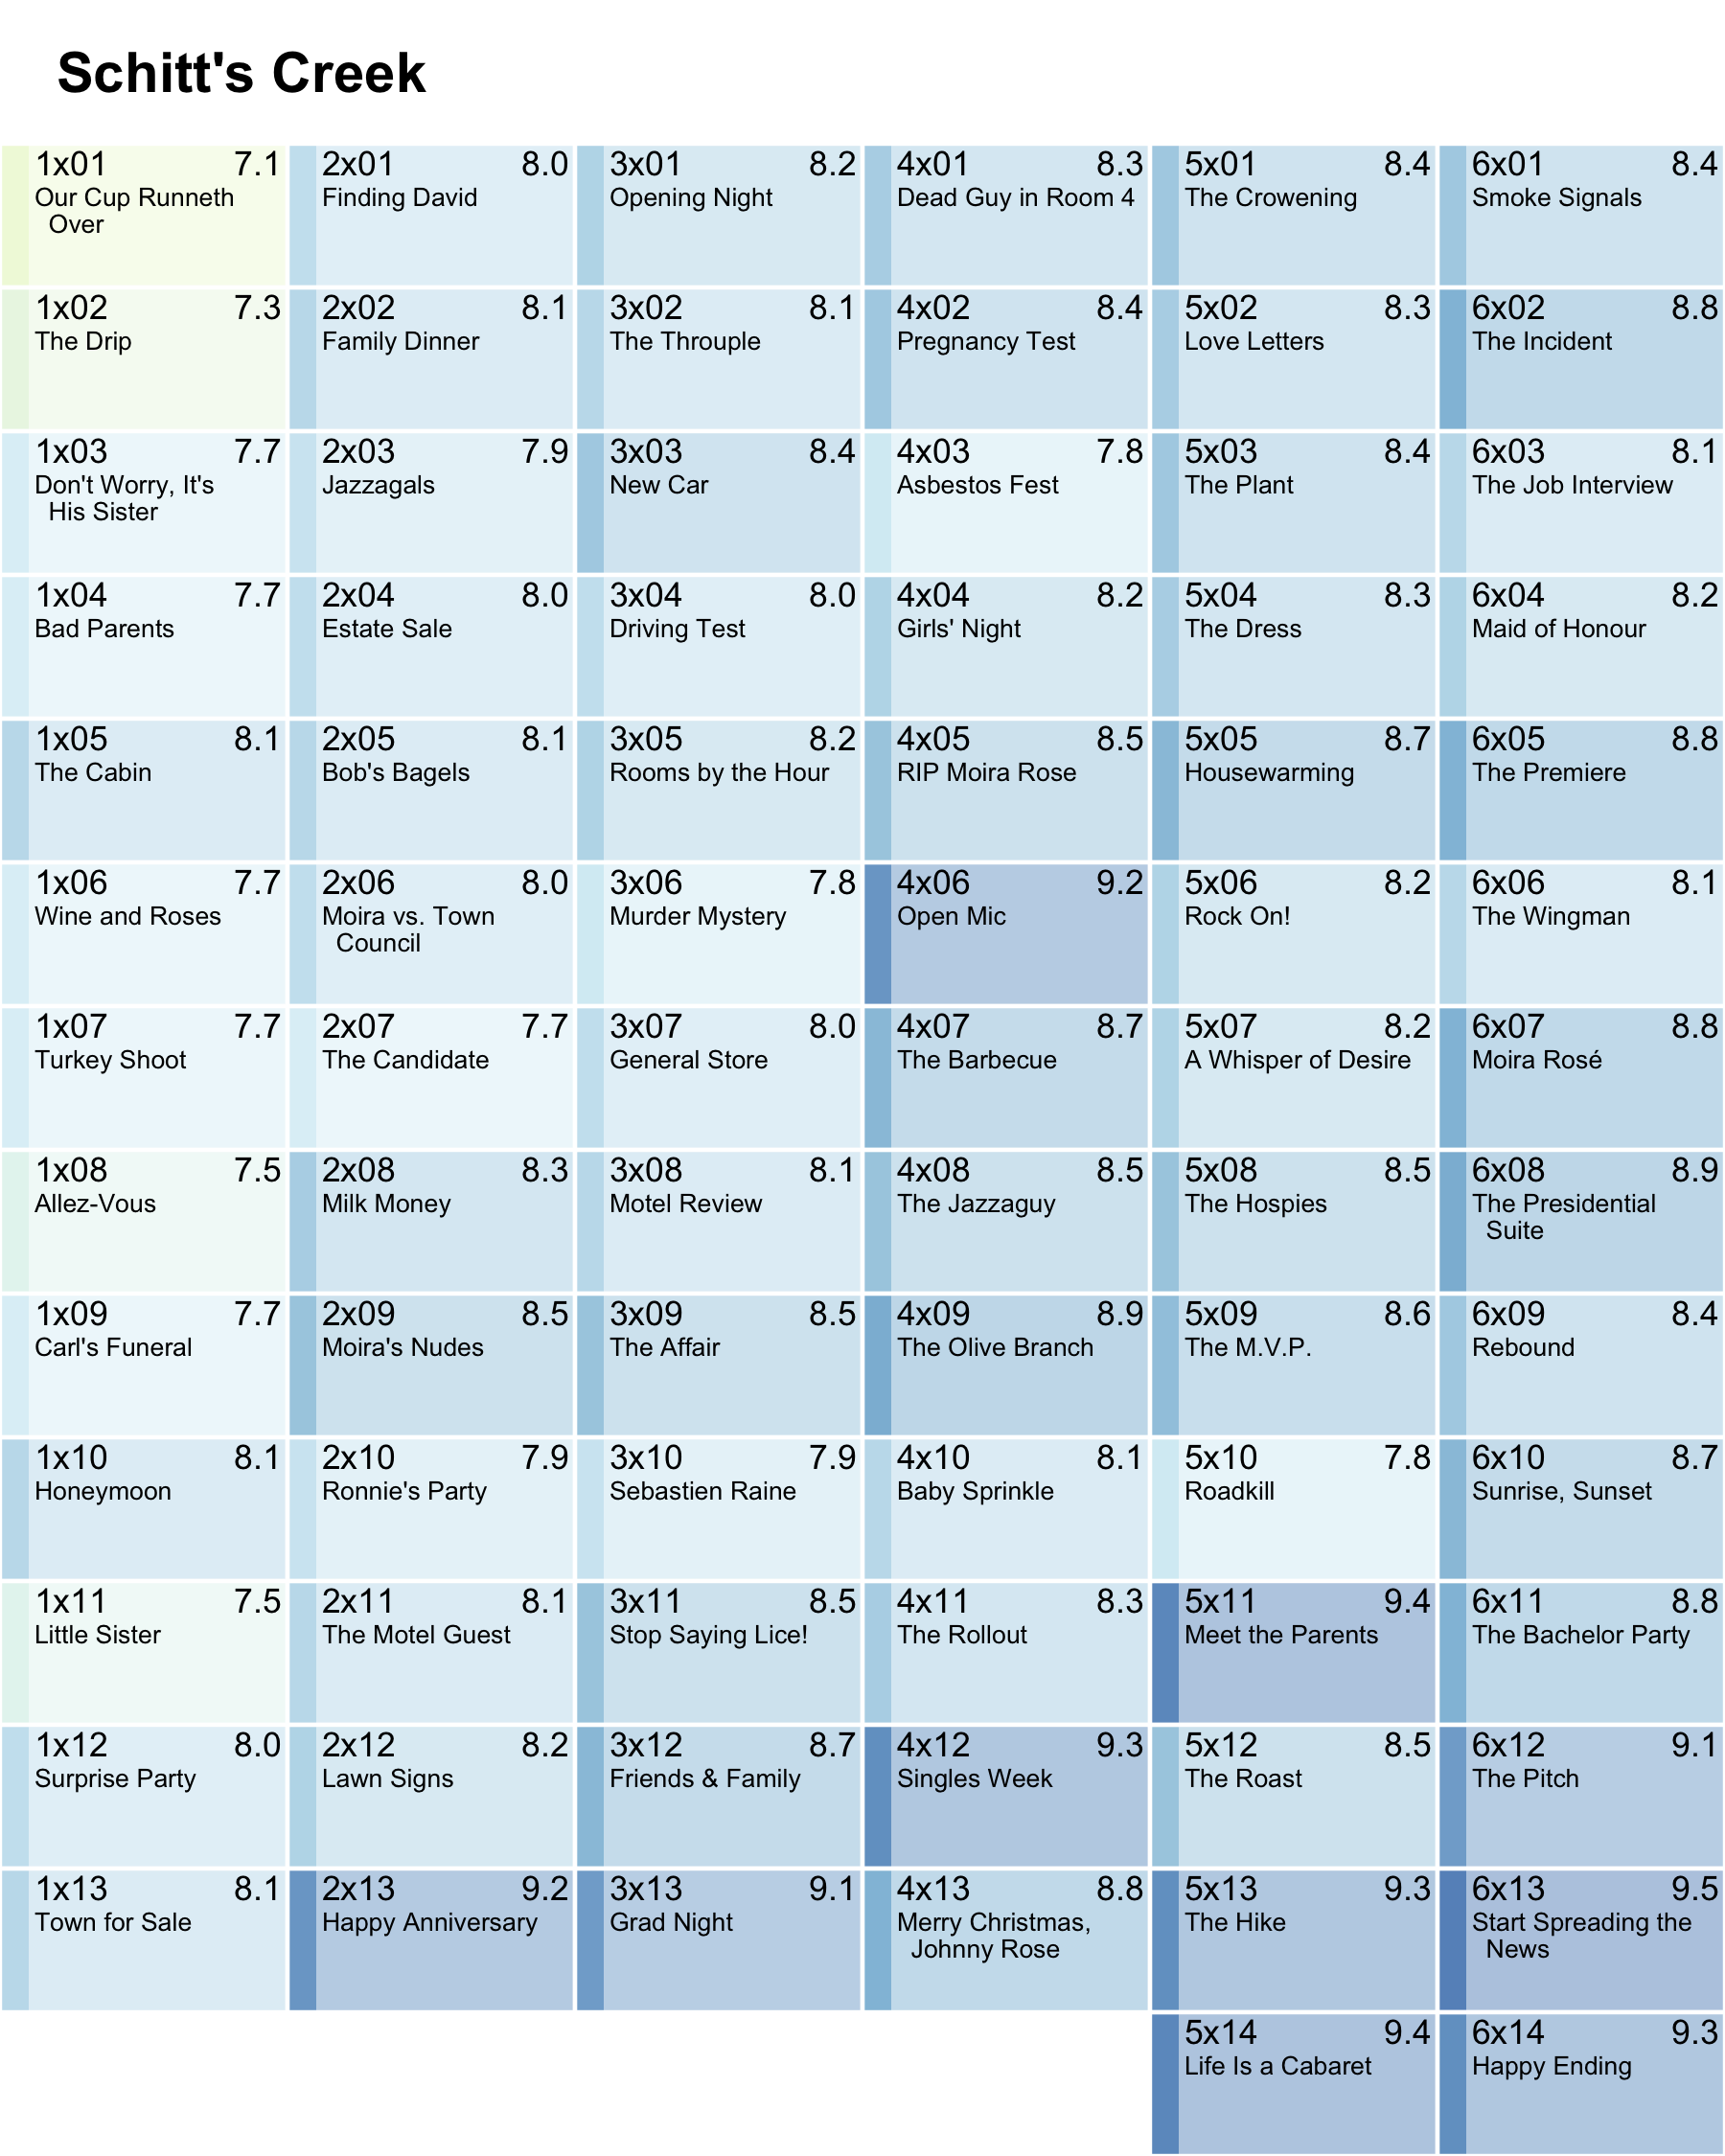 Schitt's Creek
1x01 7.1
Our Cup Runneth
Over
2x01 8.0
Finding David
3x01 8.2
Opening Night
4x01 8.3
Dead Guy in Room 4
5x01 8.4
The Crowening
6x01 8.4
Smoke Signals
1x02 7.3
The Drip
2x02 8.1
Family Dinner
3x02 8.1
The Throuple
4x02 8.4
Pregnancy Test
5x02 8.3
Love Letters
6x02 8.8
The Incident
1x03 7.7
Don't Worry, It's
His Sister
2x03 7.9
Jazzagals
3x03 8.4
New Car
4x03 7.8
Asbestos Fest
5x03 8.4
The Plant
6x03 8.1
The Job Interview
1x04 7.7
Bad Parents
2x04 8.0
Estate Sale
3x04 8.0
Driving Test
4x04 8.2
Girls' Night
5x04 8.3
The Dress
6x04 8.2
Maid of Honour
1x05 8.1
The Cabin
2x05 8.1
Bob's Bagels
3x05 8.2
Rooms by the Hour
4x05 8.5
RIP Moira Rose
5x05 8.7
Housewarming
6x05 8.8
The Premiere
1x06 7.7
Wine and Roses
2x06 8.0
Moira vs. Town
Council
3x06 7.8
Murder Mystery
4x06 9.2
Open Mic
5x06 8.2
Rock On!
6x06 8.1
The Wingman
1x07 7.7
Turkey Shoot
2x07 7.7
The Candidate
3x07 8.0
General Store
4x07 8.7
The Barbecue
5x07 8.2
A Whisper of Desire
6x07 8.8
Moira Rosé
1x08 7.5
Allez-Vous
2x08 8.3
Milk Money
3x08 8.1
Motel Review
4x08 8.5
The Jazzaguy
5x08 8.5
The Hospies
6x08 8.9
The Presidential
Suite
1x09 7.7
Carl's Funeral
2x09 8.5
Moira's Nudes
3x09 8.5
The Affair
4x09 8.9
The Olive Branch
5x09 8.6
The M.V.P.
6x09 8.4
Rebound
1x10 8.1
Honeymoon
2x10 7.9
Ronnie's Party
3x10 7.9
Sebastien Raine
4x10 8.1
Baby Sprinkle
5x10 7.8
Roadkill
6x10 8.7
Sunrise, Sunset
1x11 7.5
Little Sister
2x11 8.1
The Motel Guest
3x11 8.5
Stop Saying Lice!
4x11 8.3
The Rollout
5x11 9.4
Meet the Parents
6x11 8.8
The Bachelor Party
1x12 8.0
Surprise Party
2x12 8.2
Lawn Signs
3x12 8.7
Friends & Family
4x12 9.3
Singles Week
5x12 8.5
The Roast
6x12 9.1
The Pitch
1x13 8.1
Town for Sale
2x13 9.2
Happy Anniversary
3x13 9.1
Grad Night
4x13 8.8
Merry Christmas,
Johnny Rose
5x13 9.3
The Hike
6x13 9.5
Start Spreading the
News
5x14 9.4
Life Is a Cabaret
6x14 9.3
Happy Ending